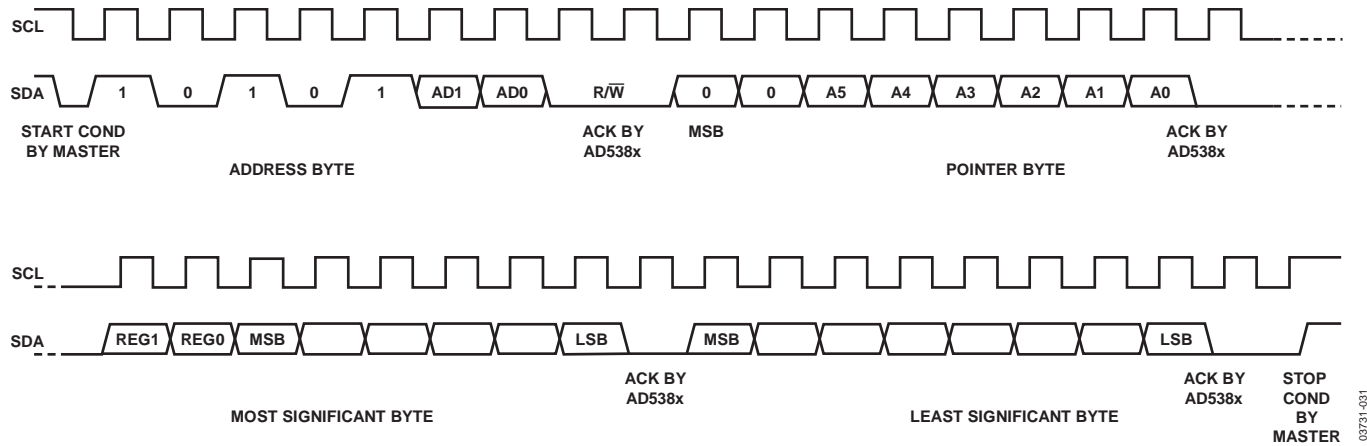 SCL
SDA 1 0 1 0 1 AD1 AD0 R/W̅ 0 0 A5 A4 A3 A2 A1 A0
START COND
BY MASTER
ACK BY
AD538x
MSB
ACK BY
AD538x
ADDRESS BYTE
POINTER BYTE
SCL
SDA REG1 REG0 MSB LSB MSB LSB
ACK BY
AD538x
ACK BY
AD538x
STOP
COND
BY
MASTER
MOST SIGNIFICANT BYTE
LEAST SIGNIFICANT BYTE
03731-031